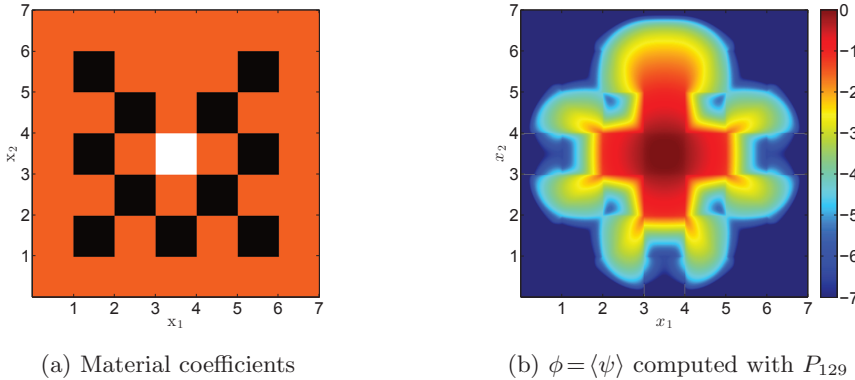 7
6
5
4
3
2
1
x₂
1 2 3 4 5 6 7
x₁
(a) Material coefficients
7
6
5
4
3
2
1
x₂
1 2 3 4 5 6 7
x₁
0
−1
−2
−3
−4
−5
−6
−7
(b) ϕ=⟨ψ⟩ computed with P₁₂₉